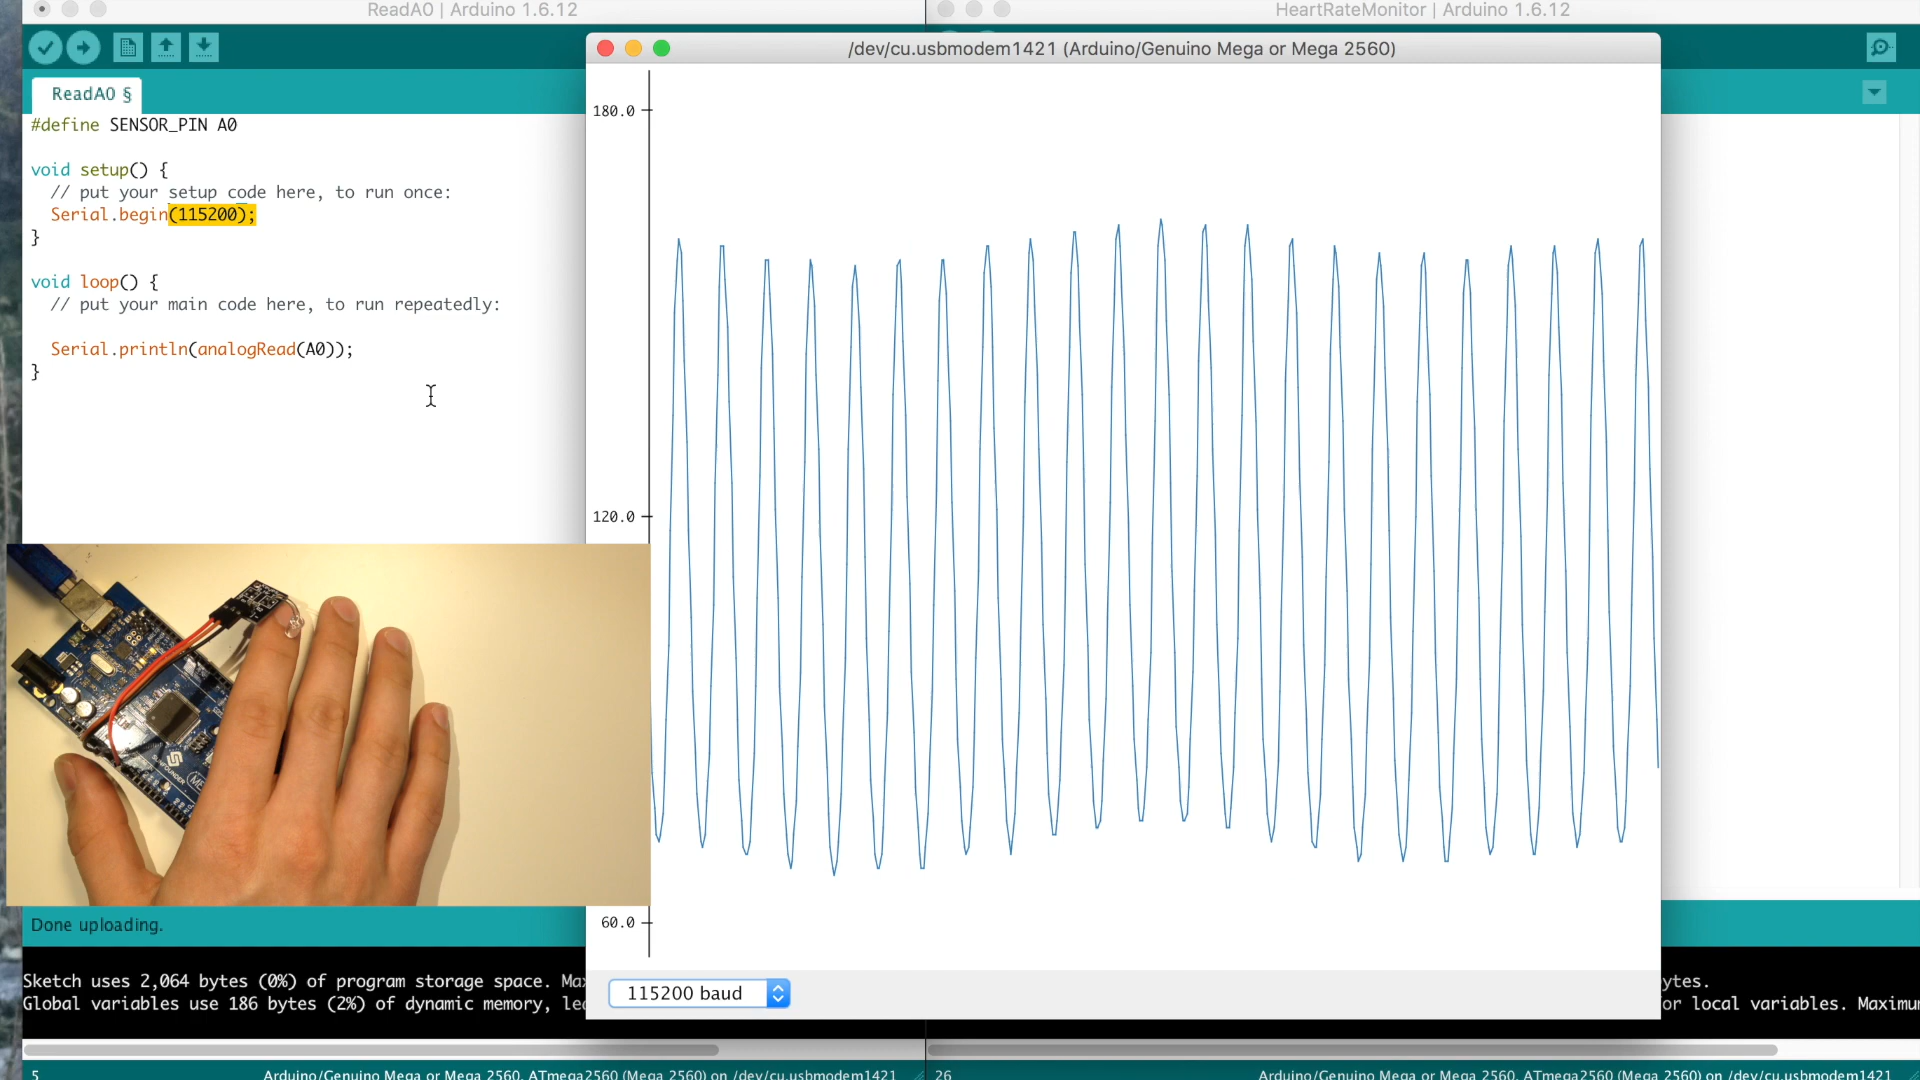 ReadA0 | Arduino 1.6.12
HeartRateMonitor | Arduino 1.6.12
/dev/cu.usbmodem1421 (Arduino/Genuino Mega or Mega 2560)
ReadA0 §
#define SENSOR_PIN A0
void setup() {
// put your setup code here, to run once:
Serial.begin(115200);
}
void loop() {
// put your main code here, to run repeatedly:
Serial.println(analogRead(A0));
}
180.0
120.0
60.0
115200 baud
Done uploading.
Sketch uses 2,064 bytes (0%) of program storage space. Max
Global variables use 186 bytes (2%) of dynamic memory, le
ytes.
or local variables. Maximu
5
Arduino/Genuino Mega or Mega 2560, ATmega2560 (Mega 2560) on /dev/cu.usbmodem1421
26
Arduino/Genuino Mega or Mega 2560, ATmega2560 (Mega 2560) on /dev/cu.usbmodem1421